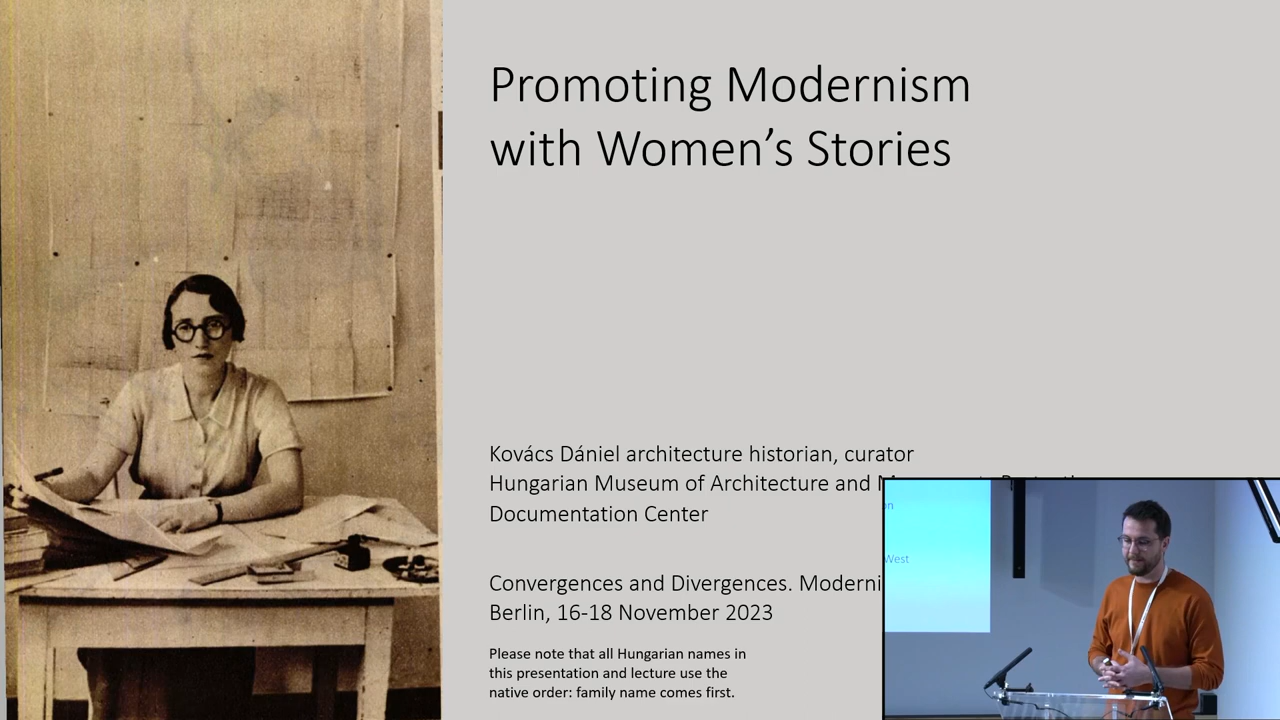 Promoting Modernism
with Women’s Stories
Kovács Dániel architecture historian, curator
Hungarian Museum of Architecture and
Documentation Center
Convergences and Divergences.
Berlin, 16-18 November 2023
Please note that all Hungarian names in
this presentation and lecture use the
native order: family name comes first.
West